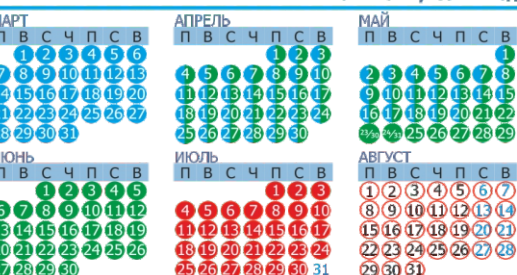 АРТ АПРЕЛЬ МАЙ
П В С Ч П С В П В С Ч П С В П В С Ч П С В
1 2 3 4 5 6 1 2 3 1
7 8 9 10 11 12 13 4 5 6 7 8 9 10 2 3 4 5 6 7 8
14 15 16 17 18 19 20 11 12 13 14 15 16 17 9 10 11 12 13 14 15
21 22 23 24 25 26 27 18 19 20 21 22 23 24 16 17 18 19 20 21 22
28 29 30 31 25 26 27 28 29 30 23/30 24/31 25 26 27 28 29
ЮНЬ ИЮЛЬ АВГУСТ
П В С Ч П С В П В С Ч П С В П В С Ч П С В
1 2 3 4 5 1 2 3 1 2 3 4 5 6 7
6 7 8 9 10 11 12 4 5 6 7 8 9 10 8 9 10 11 12 13 14
13 14 15 16 17 18 19 11 12 13 14 15 16 17 15 16 17 18 19 20 21
20 21 22 23 24 25 26 18 19 20 21 22 23 24 22 23 24 25 26 27 28
27 28 29 30 25 26 27 28 29 30 31 29 30 31